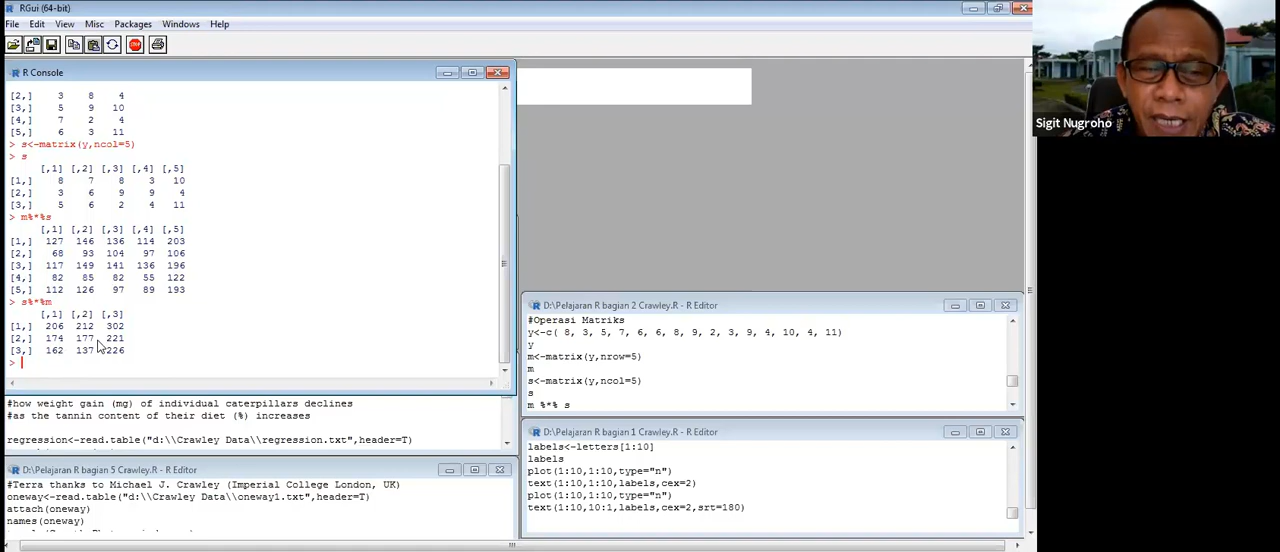 RGui (64-bit)
File Edit View Misc Packages Windows Help
R Console
[2,] 3 8 4
[3,] 5 9 10
[4,] 7 2 4
[5,] 6 3 11
> s<-matrix(y,ncol=5)
> s
[,1] [,2] [,3] [,4] [,5]
[1,] 8 7 8 3 10
[2,] 3 6 9 9 4
[3,] 5 6 2 4 11
> m%*%s
[,1] [,2] [,3] [,4] [,5]
[1,] 127 146 136 114 203
[2,] 68 93 104 97 106
[3,] 117 149 141 136 196
[4,] 82 85 82 55 122
[5,] 112 126 97 89 193
> s%*%m
[,1] [,2] [,3]
[1,] 206 212 302
[2,] 174 177 221
[3,] 162 137 226
>
#how weight gain (mg) of individual caterpillars declines
#as the tannin content of their diet (%) increases
regression<-read.table("d:\\Crawley Data\\regression.txt",header=T)
D:\Pelajaran R bagian 5 Crawley.R - R Editor
#Terra thanks to Michael J. Crawley (Imperial College London, UK)
oneway<-read.table("d:\\Crawley Data\\oneway1.txt",header=T)
attach(oneway)
names(oneway)
D:\Pelajaran R bagian 2 Crawley.R - R Editor
#Operasi Matriks
y<-c( 8, 3, 5, 7, 6, 6, 8, 9, 2, 3, 9, 4, 10, 4, 11)
y
m<-matrix(y,nrow=5)
m
s<-matrix(y,ncol=5)
s
m %*% s
D:\Pelajaran R bagian 1 Crawley.R - R Editor
labels<-letters[1:10]
labels
plot(1:10,1:10,type="n")
text(1:10,10:1,labels,cex=2)
plot(1:10,1:10,type="n")
text(1:10,10:1,labels,cex=2,srt=180)
Sigit Nugroho